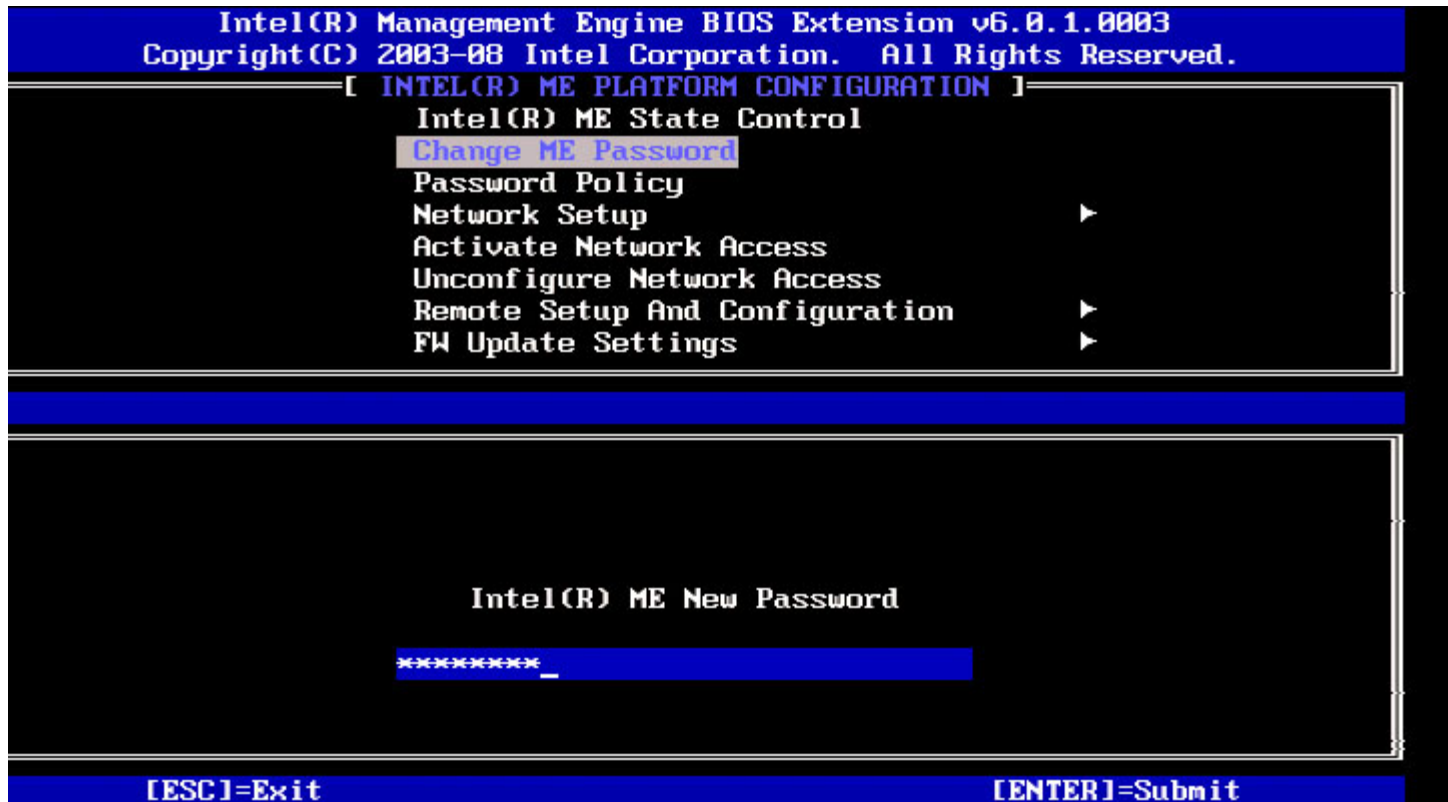 Intel(R) Management Engine BIOS Extension v6.0.1.0003
Copyright(C) 2003-08 Intel Corporation. All Rights Reserved.
[ INTEL(R) ME PLATFORM CONFIGURATION ]
Intel(R) ME State Control
Change ME Password
Password Policy
Network Setup ►
Activate Network Access
Unconfigure Network Access
Remote Setup And Configuration ►
FW Update Settings ►
Intel(R) ME New Password
********_
[ESC]=Exit [ENTER]=Submit